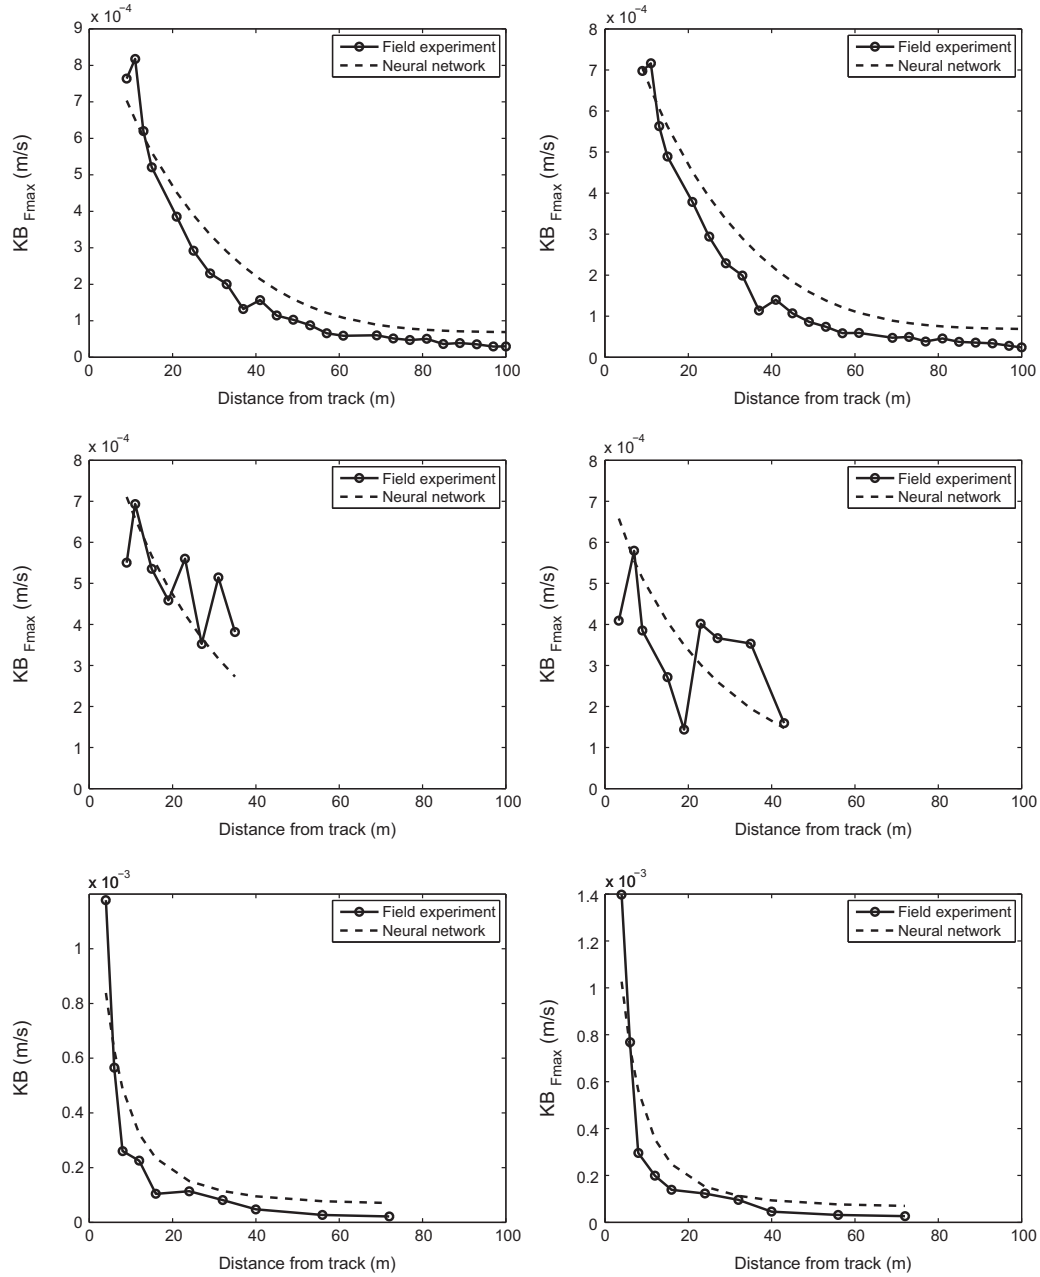 x 10−4
9
8
7
6
5
4
3
2
1
0
0 20 40 60 80 100
KB Fmax (m/s)
Distance from track (m)
Field experiment
Neural network
x 10−4
8
7
6
5
4
3
2
1
0
0 20 40 60 80 100
KB Fmax (m/s)
Distance from track (m)
Field experiment
Neural network
x 10−4
8
7
6
5
4
3
2
1
0
0 20 40 60 80 100
KB Fmax (m/s)
Distance from track (m)
Field experiment
Neural network
x 10−4
8
7
6
5
4
3
2
1
0
0 20 40 60 80 100
KB Fmax (m/s)
Distance from track (m)
Field experiment
Neural network
x 10−3
1
0.8
0.6
0.4
0.2
0
0 20 40 60 80 100
KB (m/s)
Distance from track (m)
Field experiment
Neural network
x 10−3
1.4
1.2
1
0.8
0.6
0.4
0.2
0
0 20 40 60 80 100
KB Fmax (m/s)
Distance from track (m)
Field experiment
Neural network